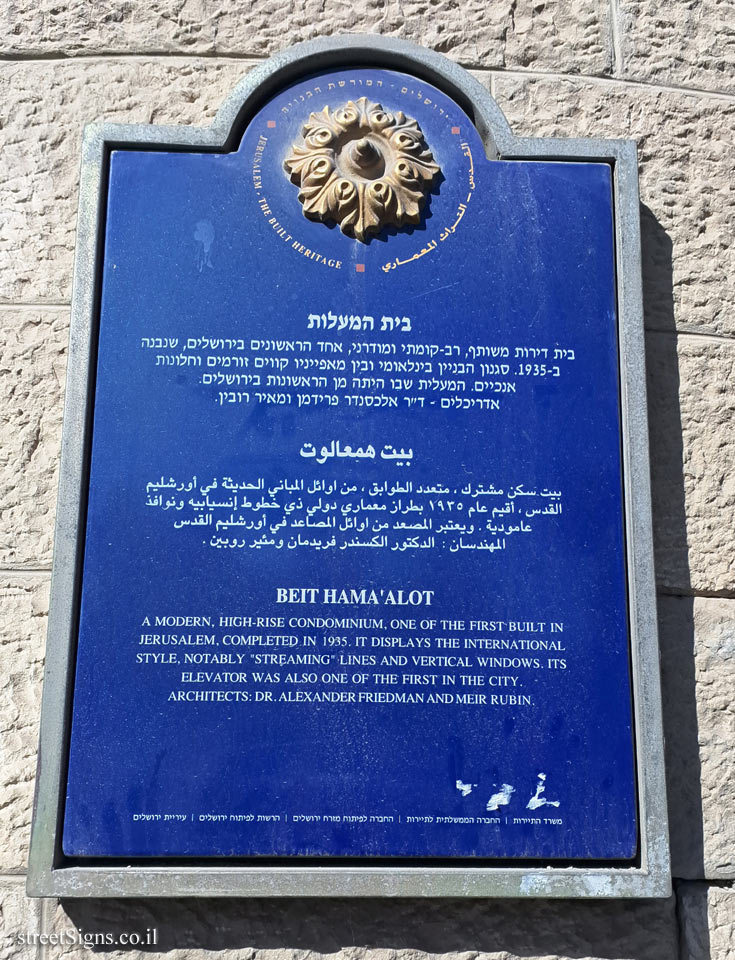 ירושלים - המורשת הבנויה
JERUSALEM - THE BUILT HERITAGE
القدس – التراث المعماري
בית המעלות
בית דירות משותף, רב-קומתי ומודרני, אחד הראשונים בירושלים, שנבנה
ב-1935. סגנון הבניין בינלאומי ובין מאפייניו קווים זורמים וחלונות
אנכיים. המעלית שבו היתה מן הראשונות בירושלים.
אדריכלים - ד״ר אלכסנדר פרידמן ומאיר רובין.
بيت همعالوت
بيت سكن مشترك ، متعدد الطوابق ، من اوائل المباني الحديثة في أورشليم
القدس ، أقيم عام ١٩٣٥ بطراز معماري دولي ذي خطوط إنسيابيه ونوافذ
عامودية . ويعتبر المصعد من اوائل المصاعد في أورشليم القدس
المهندسان : الدكتور الكسندر فريدمان ومئير روبين .
BEIT HAMA'ALOT
A MODERN, HIGH-RISE CONDOMINIUM, ONE OF THE FIRST BUILT IN
JERUSALEM, COMPLETED IN 1935. IT DISPLAYS THE INTERNATIONAL
STYLE, NOTABLY "STREAMING" LINES AND VERTICAL WINDOWS. ITS
ELEVATOR WAS ALSO ONE OF THE FIRST IN THE CITY.
ARCHITECTS: DR. ALEXANDER FRIEDMAN AND MEIR RUBIN.
משרד התיירות | החברה הממשלתית לתיירות | החברה לפיתוח מזרח ירושלים | הרשות לפיתוח ירושלים | עיריית ירושלים
streetSigns.co.il